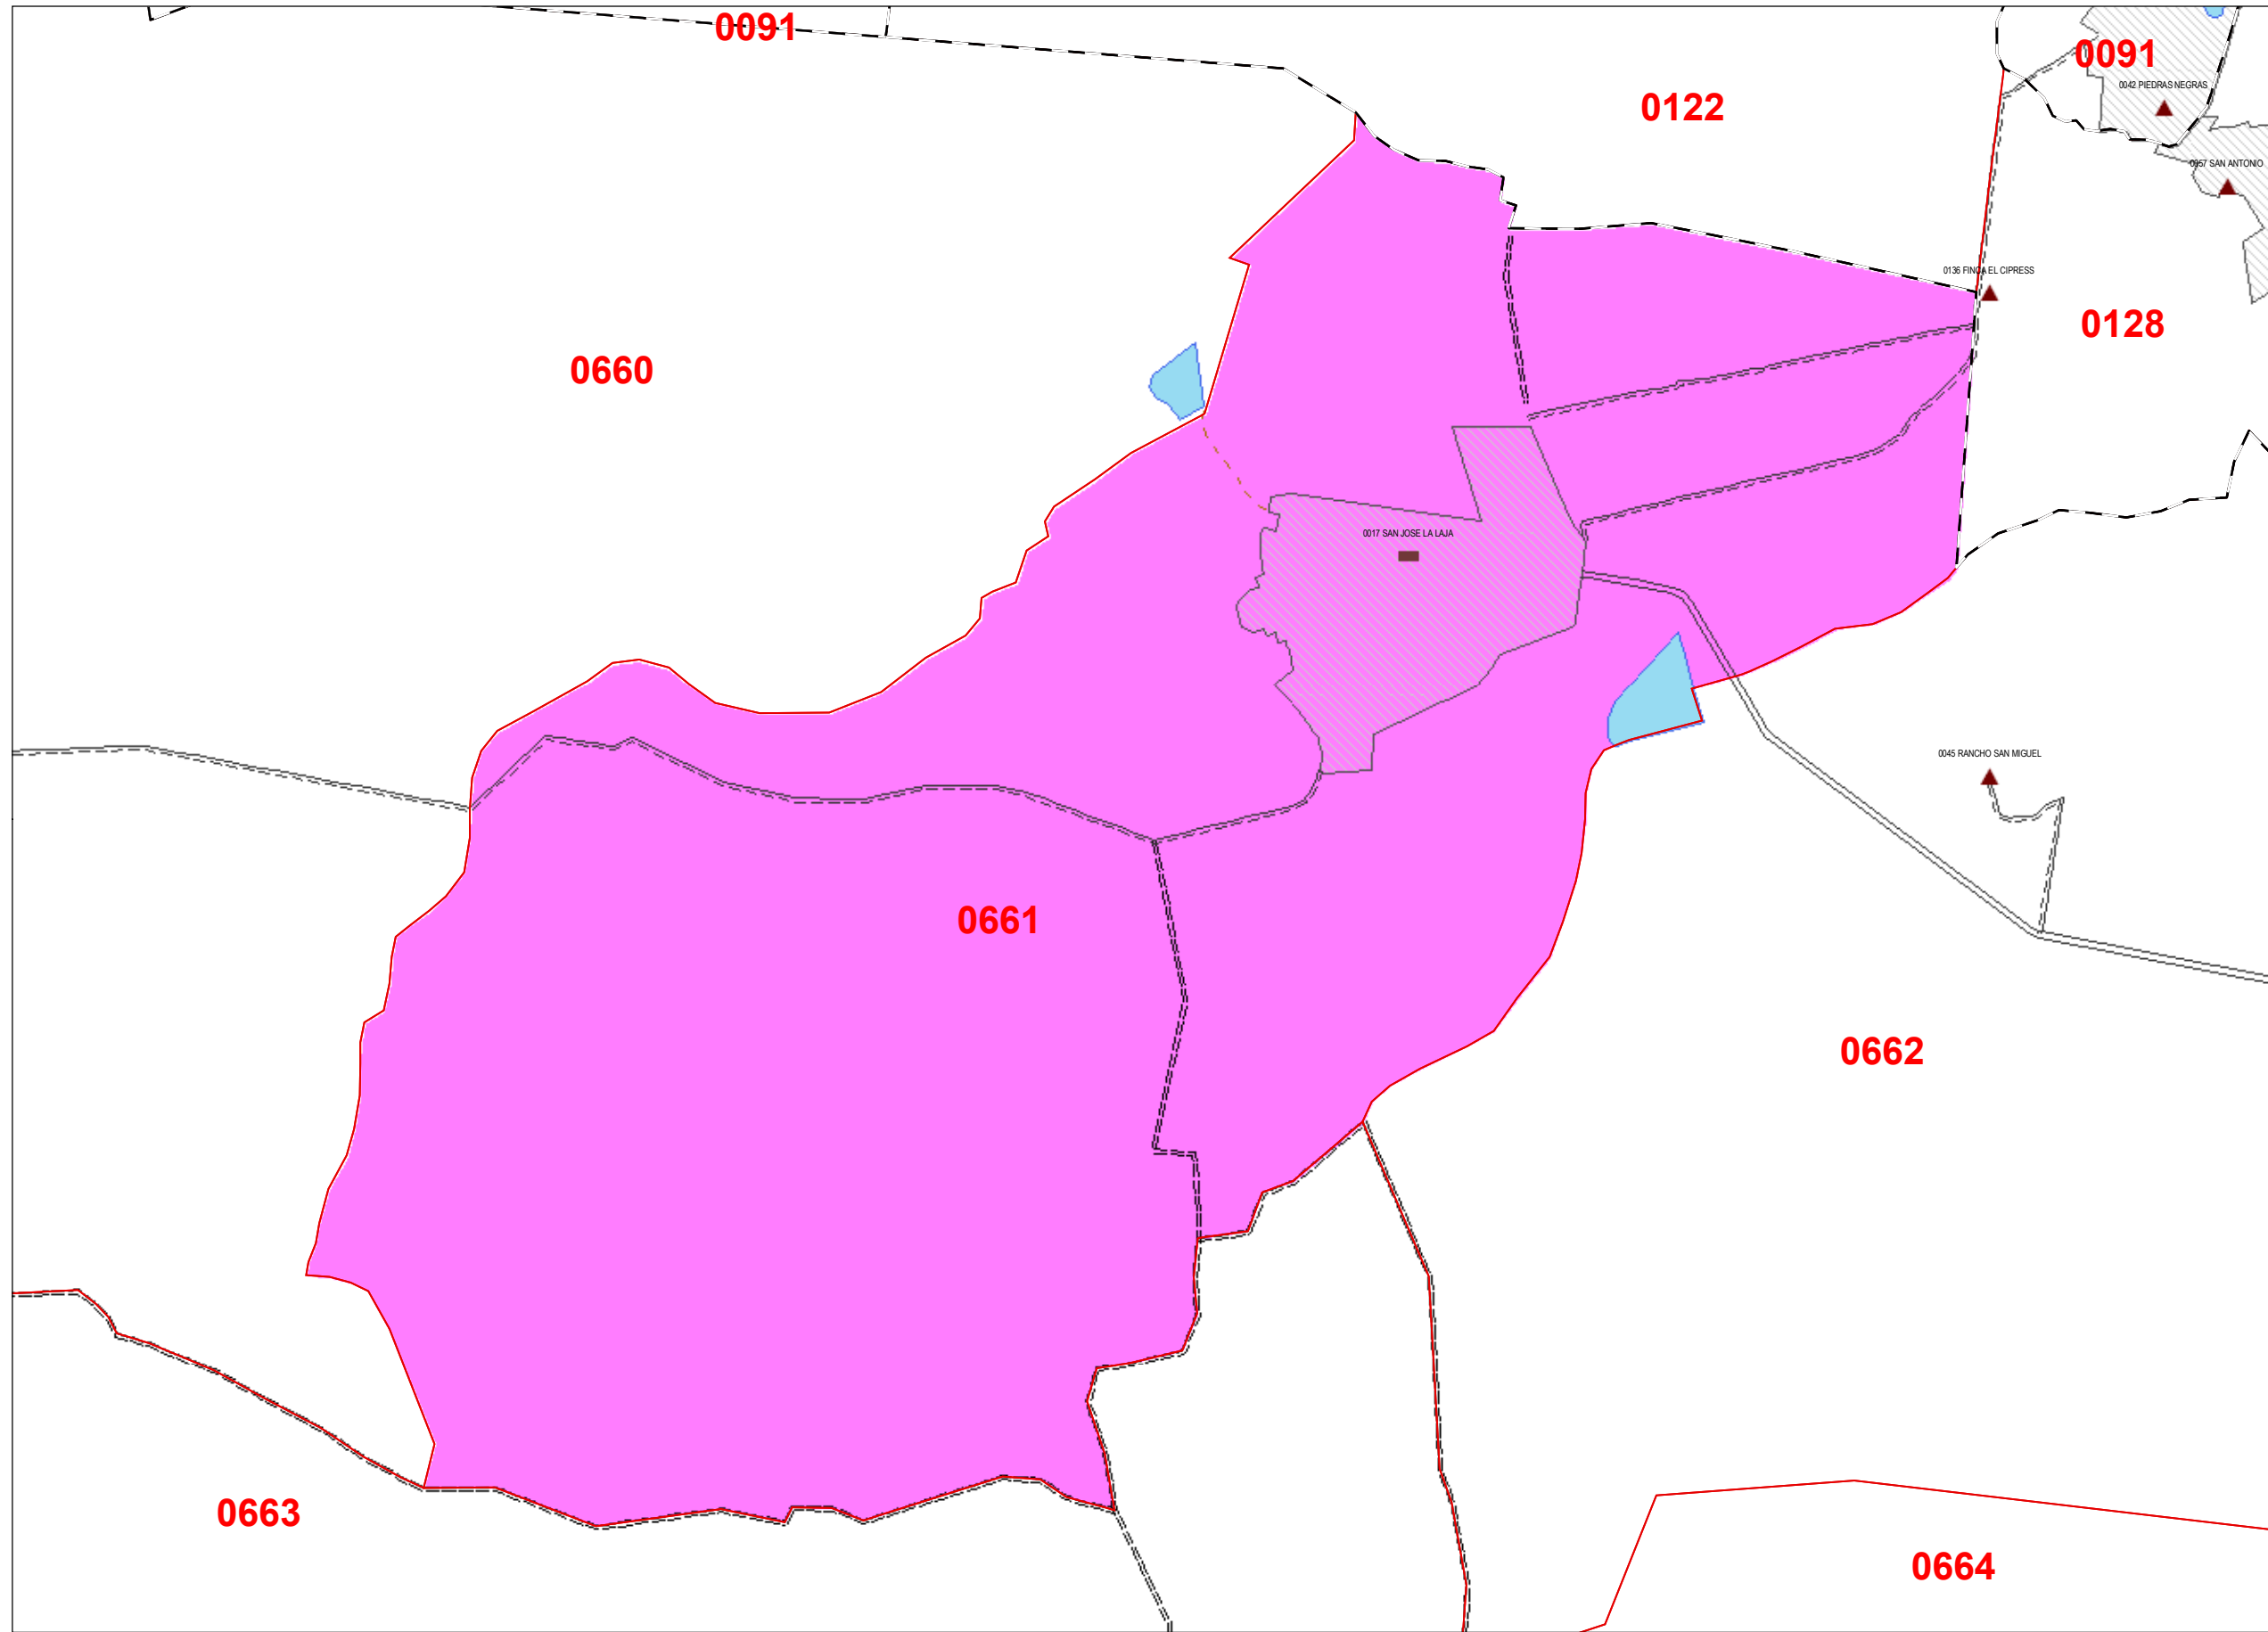 0091
0091
0042 PIEDRAS NEGRAS
0122
0057 SAN ANTONIO
0136 FINCA EL CIPRESS
0128
0660
0017 SAN JOSE LA LAJA
0045 RANCHO SAN MIGUEL
0661
0662
0663
0664